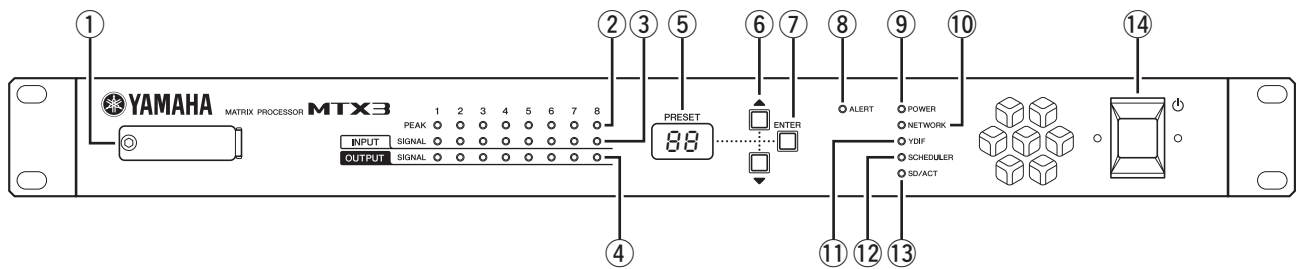 ① ② ③ ⑤ ⑥ ⑦ ⑧ ⑨ ⑩ ⑭
YAMAHA MATRIX PROCESSOR MTX3
1 2 3 4 5 6 7 8
PEAK
INPUT SIGNAL
OUTPUT SIGNAL
PRESET
88
ENTER
ALERT
POWER
NETWORK
YDIF
SCHEDULER
SD/ACT
④ ⑪ ⑫ ⑬